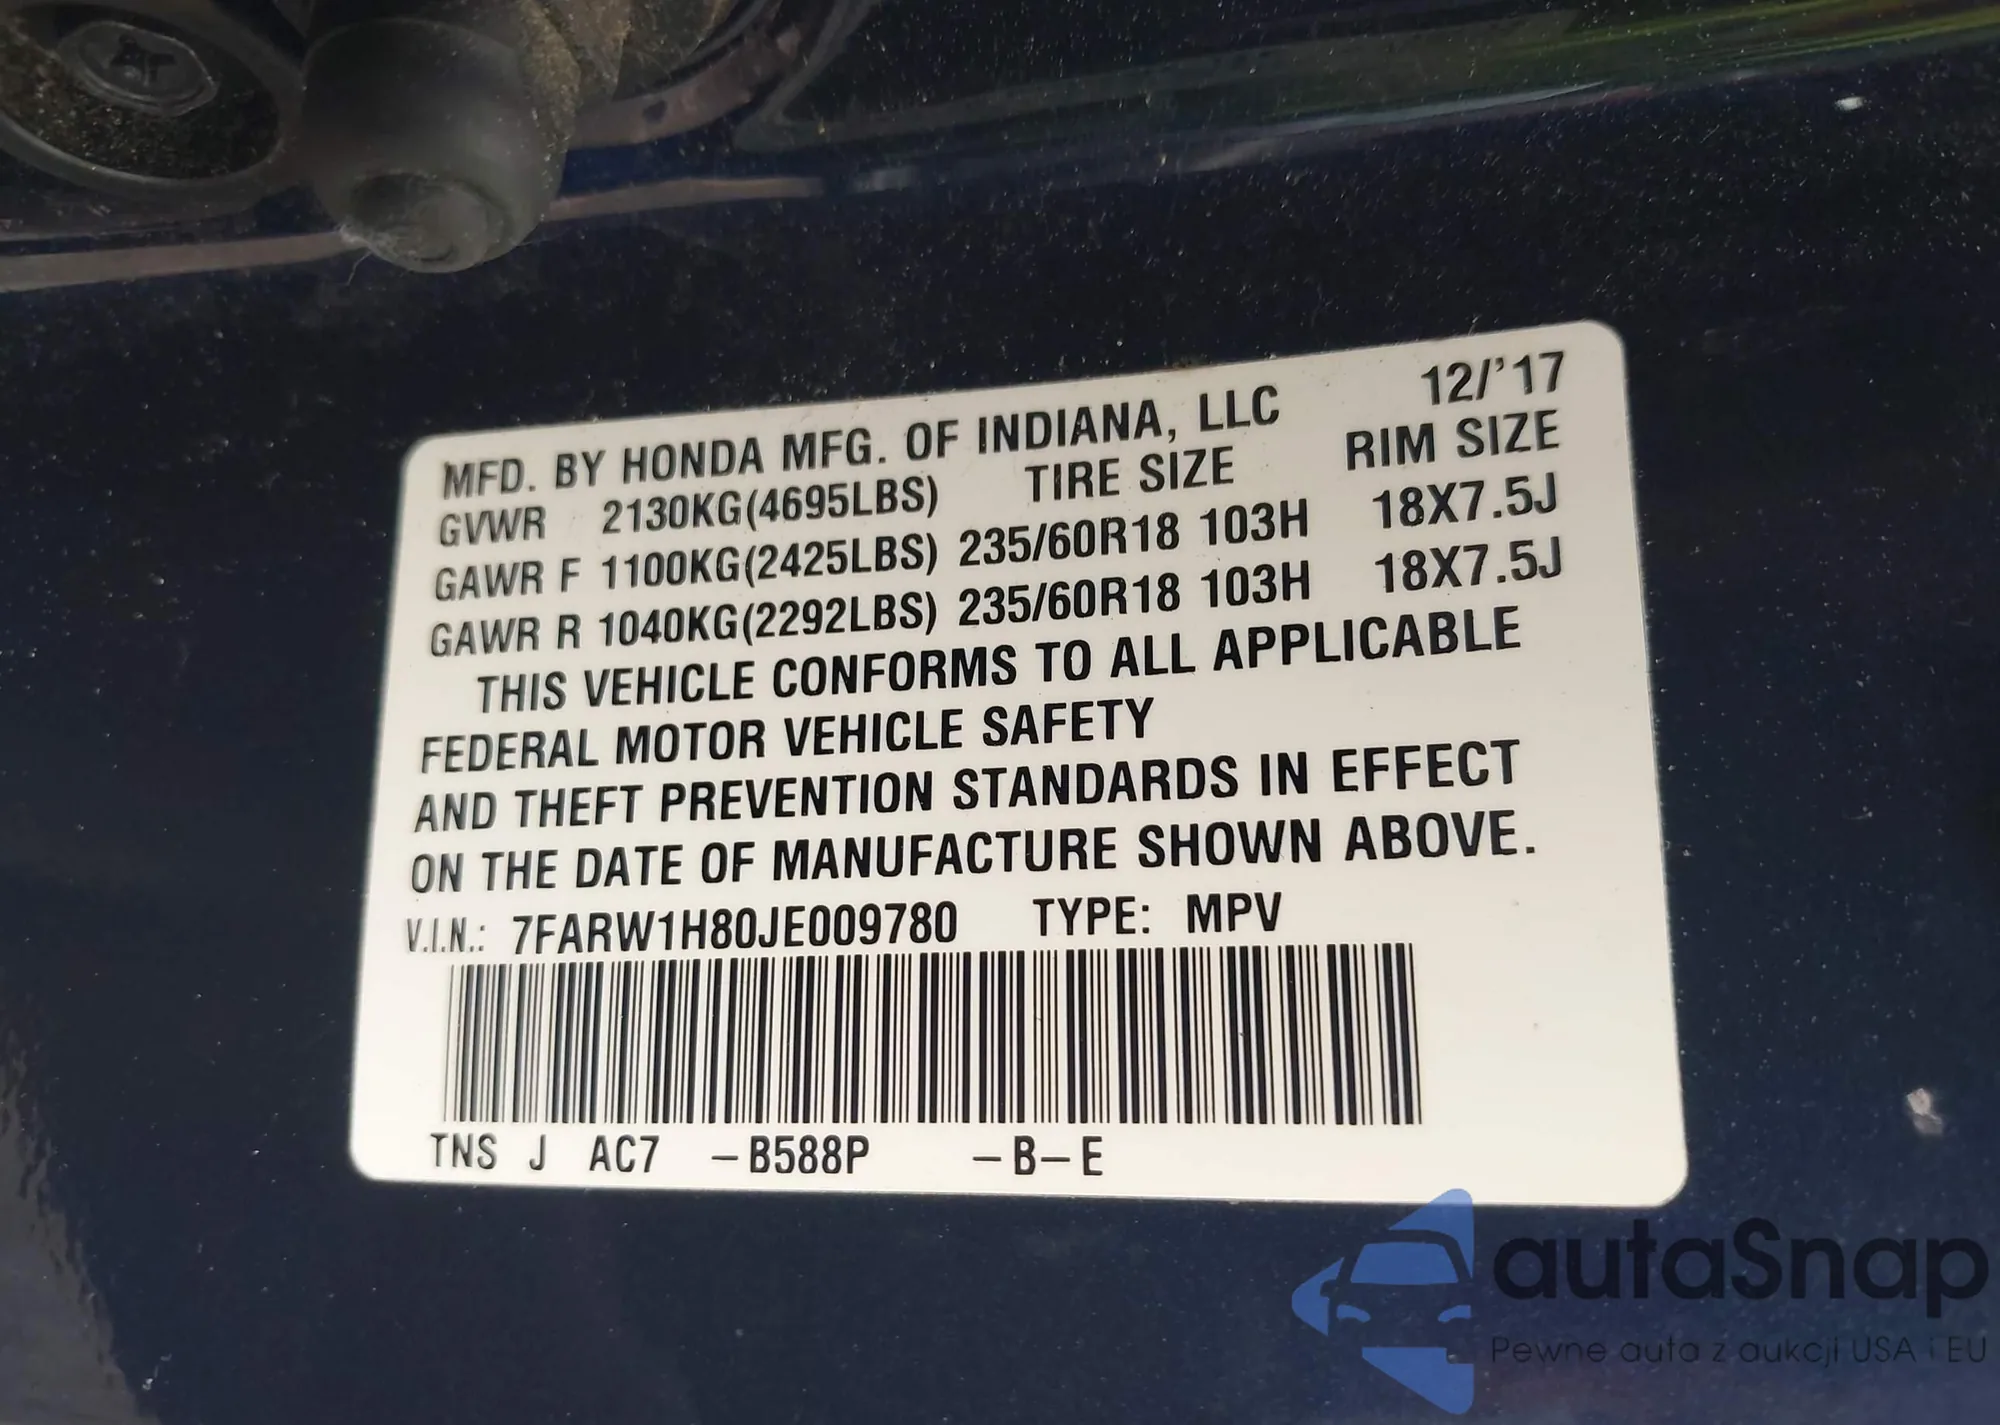 MFD. BY HONDA MFG. OF INDIANA, LLC 12/'17
GVWR 2130KG(4695LBS) TIRE SIZE RIM SIZE
GAWR F 1100KG(2425LBS) 235/60R18 103H 18X7.5J
GAWR R 1040KG(2292LBS) 235/60R18 103H 18X7.5J
THIS VEHICLE CONFORMS TO ALL APPLICABLE
FEDERAL MOTOR VEHICLE SAFETY
AND THEFT PREVENTION STANDARDS IN EFFECT
ON THE DATE OF MANUFACTURE SHOWN ABOVE.
V.I.N.: 7FARW1H80JE009780 TYPE: MPV
TNS J AC7 –B588P –B–E
autaSnap
Pewne auta z aukcji USA i EU